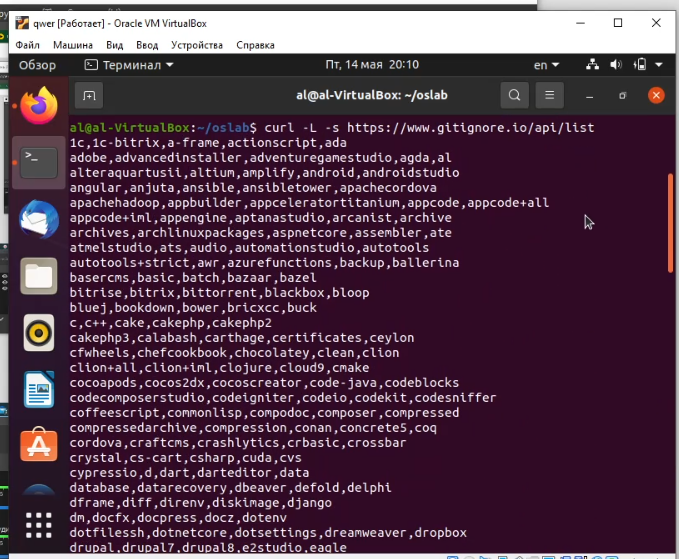 qwer [Работает] - Oracle VM VirtualBox
Файл Машина Вид Ввод Устройства Справка
Обзор Терминал Пт, 14 мая 20:10 en
al@al-VirtualBox: ~/oslab
al@al-VirtualBox:~/oslab$ curl -L -s https://www.gitignore.io/api/list
1c,1c-bitrix,a-frame,actionscript,ada
adobe,advancedinstaller,adventuregamestudio,agda,al
alteraquartusii,altium,amplify,android,androidstudio
angular,anjuta,ansible,ansibletower,apachecordova
apachehadoop,appbuilder,appceleratortitanium,appcode,appcode+all
appcode+iml,appengine,aptanastudio,arcanist,archive
archives,archlinuxpackages,aspnetcore,assembler,ate
atmelstudio,ats,audio,automationstudio,autotools
autotools+strict,awr,azurefunctions,backup,ballerina
basercms,basic,batch,bazaar,bazel
bitrise,bitrix,bittorrent,blackbox,bloop
bluej,bookdown,bower,bricxcc,buck
c,c++,cake,cakephp,cakephp2
cakephp3,calabash,carthage,certificates,ceylon
cfwheels,chefcookbook,chocolatey,clean,clion
clion+all,clion+iml,clojure,cloud9,cmake
cocoapods,cocos2dx,cocoscreator,code-java,codeblocks
codecomposerstudio,codeigniter,codeio,codekit,codesniffer
coffeescript,commonlisp,compodoc,composer,compressed
compressedarchive,compression,conan,concrete5,coq
cordova,craftcms,crashlytics,crbasic,crossbar
crystal,cs-cart,csharp,cuda,cvs
cypressio,d,dart,darteditor,data
database,datarecovery,dbeaver,defold,delphi
dframe,diff,direnv,diskimage,django
dm,docfx,docpress,docz,dotenv
dotfilessh,dotnetcore,dotsettings,dreamweaver,dropbox
drupal,drupal7,drupal8,e2studio,eagle